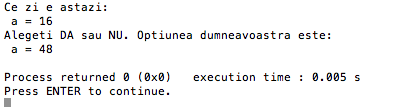 Ce zi e astazi:
a = 16
Alegeti DA sau NU. Optiunea dumneavoastra este:
a = 48
Process returned 0 (0x0)   execution time : 0.005 s
Press ENTER to continue.